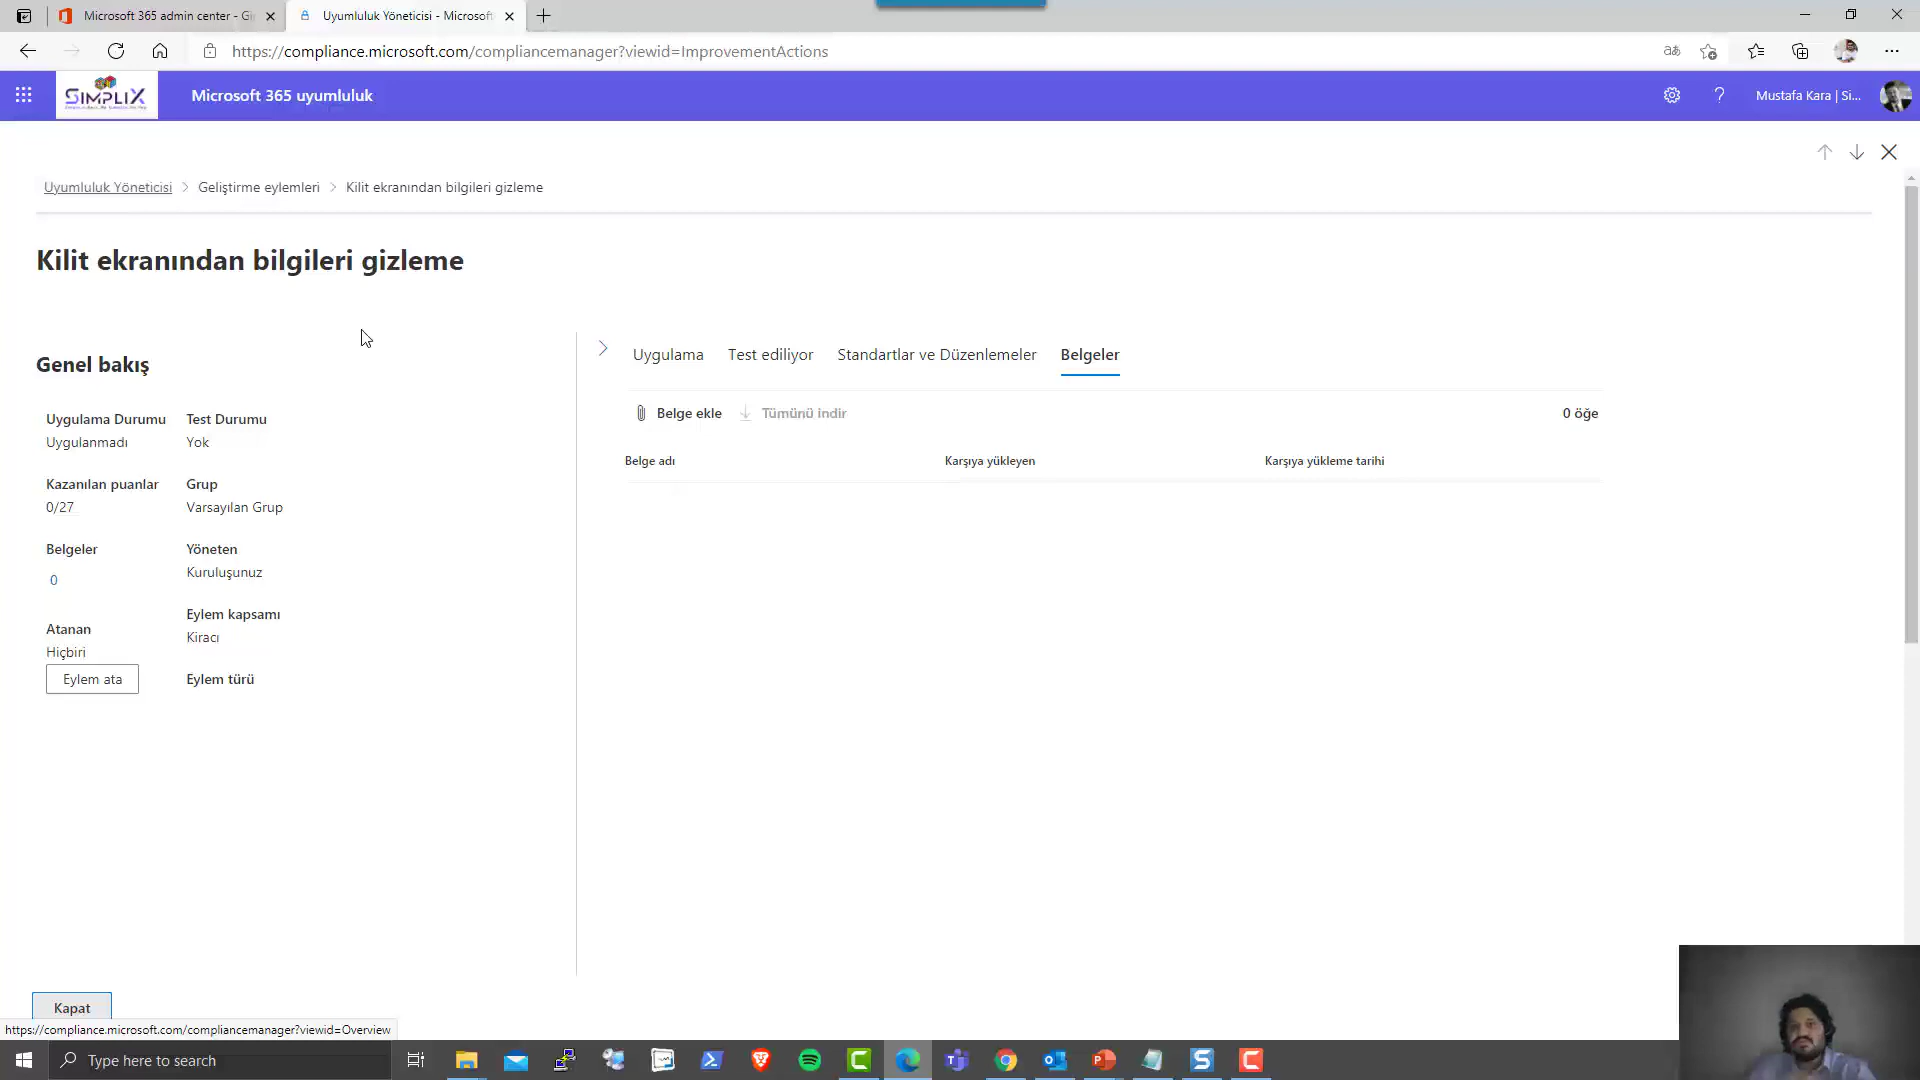 Microsoft 365 admin center - Gi
Uyumluluk Yöneticisi - Microsoft
https://compliance.microsoft.com/compliancemanager?viewid=ImprovementActions
SIMPLIX
Microsoft 365 uyumluluk
?
Mustafa Kara | Si...
Uyumluluk Yöneticisi > Geliştirme eylemleri > Kilit ekranından bilgileri gizleme
Kilit ekranından bilgileri gizleme
Genel bakış
Uygulama Durumu
Uygulanmadı
Test Durumu
Yok
Kazanılan puanlar
0/27
Grup
Varsayılan Grup
Belgeler
0
Yöneten
Kuruluşunuz
Eylem kapsamı
Kiracı
Atanan
Hiçbiri
Eylem ata
Eylem türü
Uygulama Test ediliyor Standartlar ve Düzenlemeler Belgeler
Belge ekle Tümünü indir 0 öğe
Belge adı Karşıya yükleyen Karşıya yükleme tarihi
Kapat
https://compliance.microsoft.com/compliancemanager?viewid=Overview
Type here to search